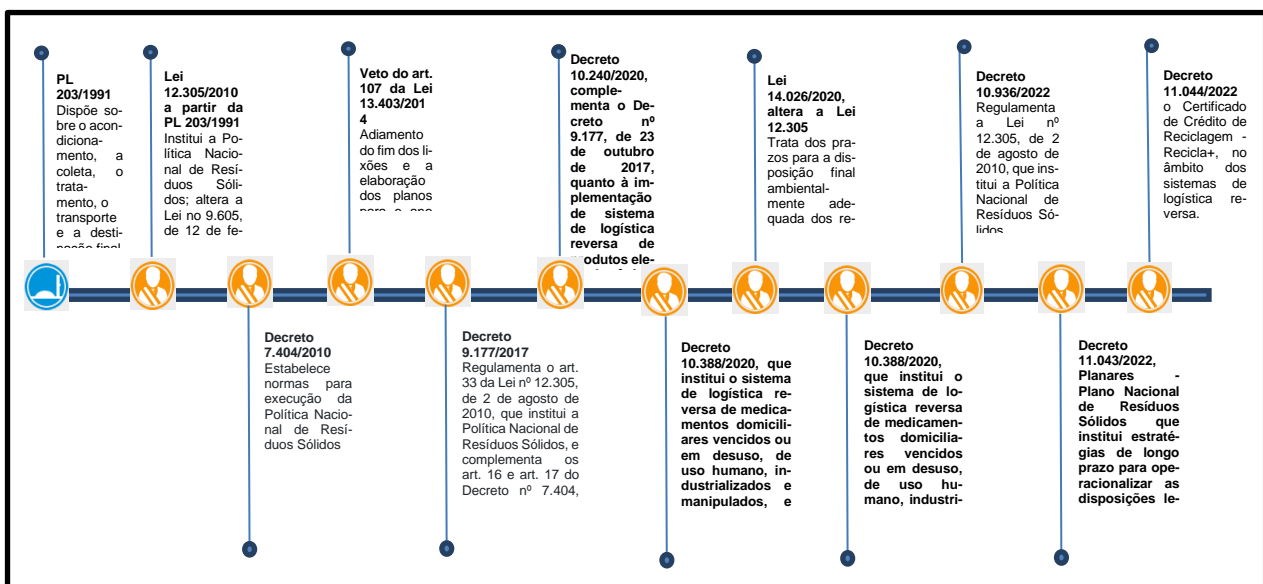 PL
203/1991
Dispõe so-
bre o acon-
diciona-
mento, a
coleta, o
trata-
mento, o
transporte
e a desti-
nação final
Lei
12.305/2010
a partir da
PL 203/1991
Institui a Po-
lítica Nacio-
nal de Resí-
duos Sóli-
dos; altera a
Lei no 9.605,
de 12 de fe-
Decreto
7.404/2010
Estabelece
normas para
execução da
Política Nacio-
nal de Resí-
duos Sólidos
Veto do art.
107 da Lei
13.403/201
4
Adiamento
do fim dos li-
xões e a
elaboração
dos planos
para o ano
Decreto
9.177/2017
Regulamenta o art.
33 da Lei nº 12.305,
de 2 de agosto de
2010, que institui a
Política Nacional de
Resíduos Sólidos, e
complementa os
art. 16 e art. 17 do
Decreto nº 7.404,
Decreto
10.240/2020,
comple-
menta o De-
creto nº
9.177, de 23
de outubro
de 2017,
quanto à im-
plementação
de sistema
de logística
reversa de
produtos ele-
Decreto
10.388/2020, que
institui o sistema
de logística re-
versa de medica-
mentos domicili-
ares vencidos ou
em desuso, de
uso humano, in-
dustrializados e
manipulados, e
Lei
14.026/2020,
altera a Lei
12.305
Trata dos pra-
zos para a dis-
posição final
ambiental-
mente ade-
quada dos re-
Decreto
10.388/2020,
que institui o
sistema de lo-
gística reversa
de medicamen-
tos domicilia-
res vencidos
ou em desuso,
de uso hu-
mano, industri-
Decreto
10.936/2022
Regulamenta
a Lei nº
12.305, de 2
de agosto de
2010, que ins-
titui a Política
Nacional de
Resíduos Só-
lidos
Decreto
11.043/2022,
Planares -
Plano Nacional
de Resíduos
Sólidos que
institui estraté-
gias de longo
prazo para ope-
racionalizar as
disposições le-
Decreto
11.044/2022
o Certificado
de Crédito de
Reciclagem -
Recicla+, no
âmbito dos
sistemas de
logística re-
versa.